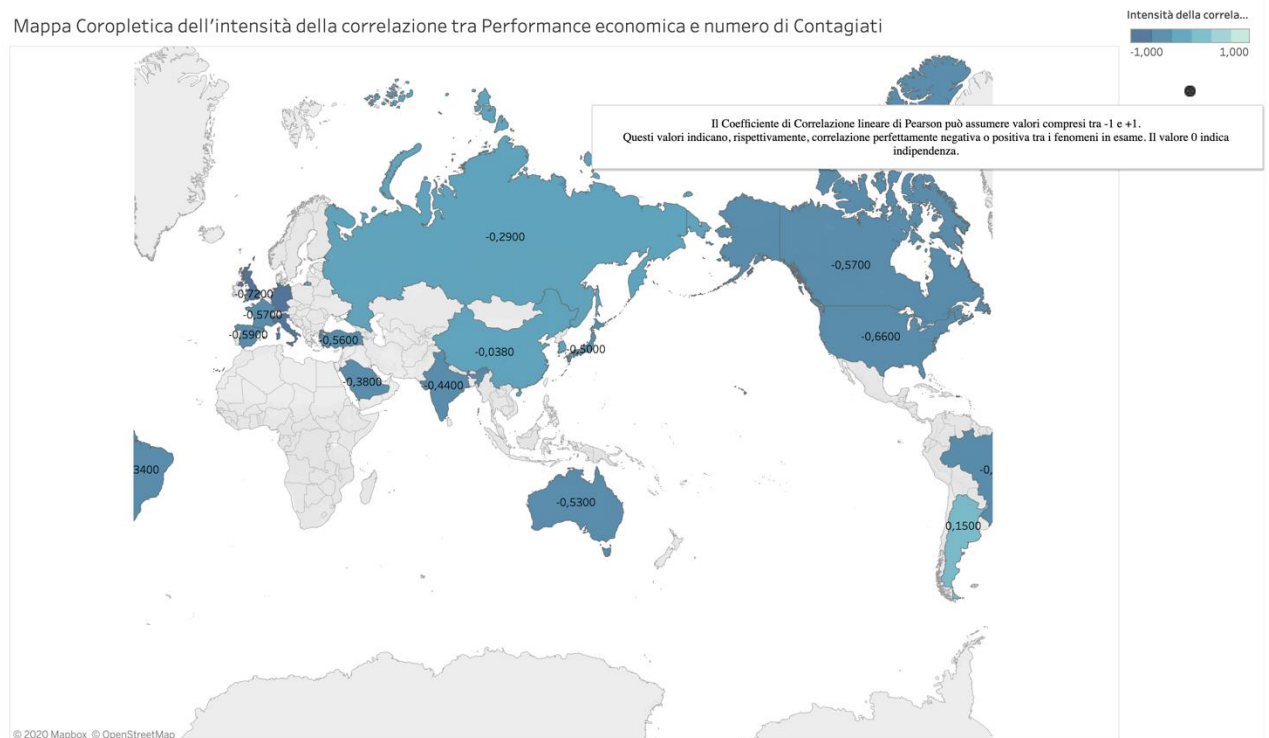 Mappa Coropletica dell'intensità della correlazione tra Performance economica e numero di Contagiati
Intensità della correla...
-1,000 1,000
Il Coefficiente di Correlazione lineare di Pearson può assumere valori compresi tra -1 e +1.
Questi valori indicano, rispettivamente, correlazione perfettamente negativa o positiva tra i fenomeni in esame. Il valore 0 indica
indipendenza.
-0,2900
-0,5700
-0,7200
-0,5700
-0,5900
-0,5600
-0,0380
-0,5000
-0,6600
-0,3800
-0,4400
3400
-0,
-0,5300
0,1500
© 2020 Mapbox © OpenStreetMap